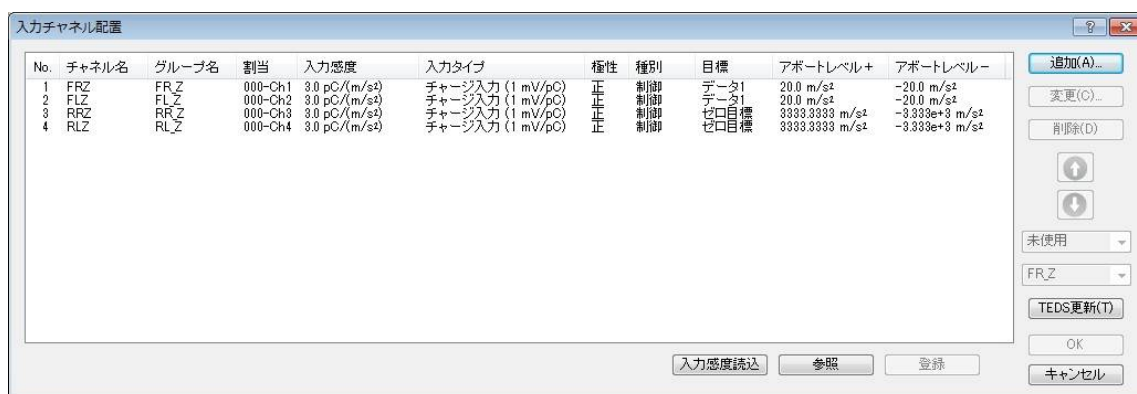 入力チャネル配置
No. チャネル名 グループ名 割当 入力感度 入力タイプ 極性 種別 目標 アボートレベル+ アボートレベル-
1 FRZ FR_Z 000-Ch1 3.0 pC/(m/s²) チャージ入力 (1 mV/pC) 正 制御 データ1 20.0 m/s² -20.0 m/s²
2 FLZ FL_Z 000-Ch2 3.0 pC/(m/s²) チャージ入力 (1 mV/pC) 正 制御 データ1 20.0 m/s² -20.0 m/s²
3 RRZ RR_Z 000-Ch3 3.0 pC/(m/s²) チャージ入力 (1 mV/pC) 正 制御 ゼロ目標 3333.3333 m/s² -3.333e+3 m/s²
4 RLZ RL_Z 000-Ch4 3.0 pC/(m/s²) チャージ入力 (1 mV/pC) 正 制御 ゼロ目標 3333.3333 m/s² -3.333e+3 m/s²
追加(A)...
変更(C)...
削除(D)
未使用
FR_Z
TEDS更新(T)
OK
キャンセル
入力感度読込 参照 登録